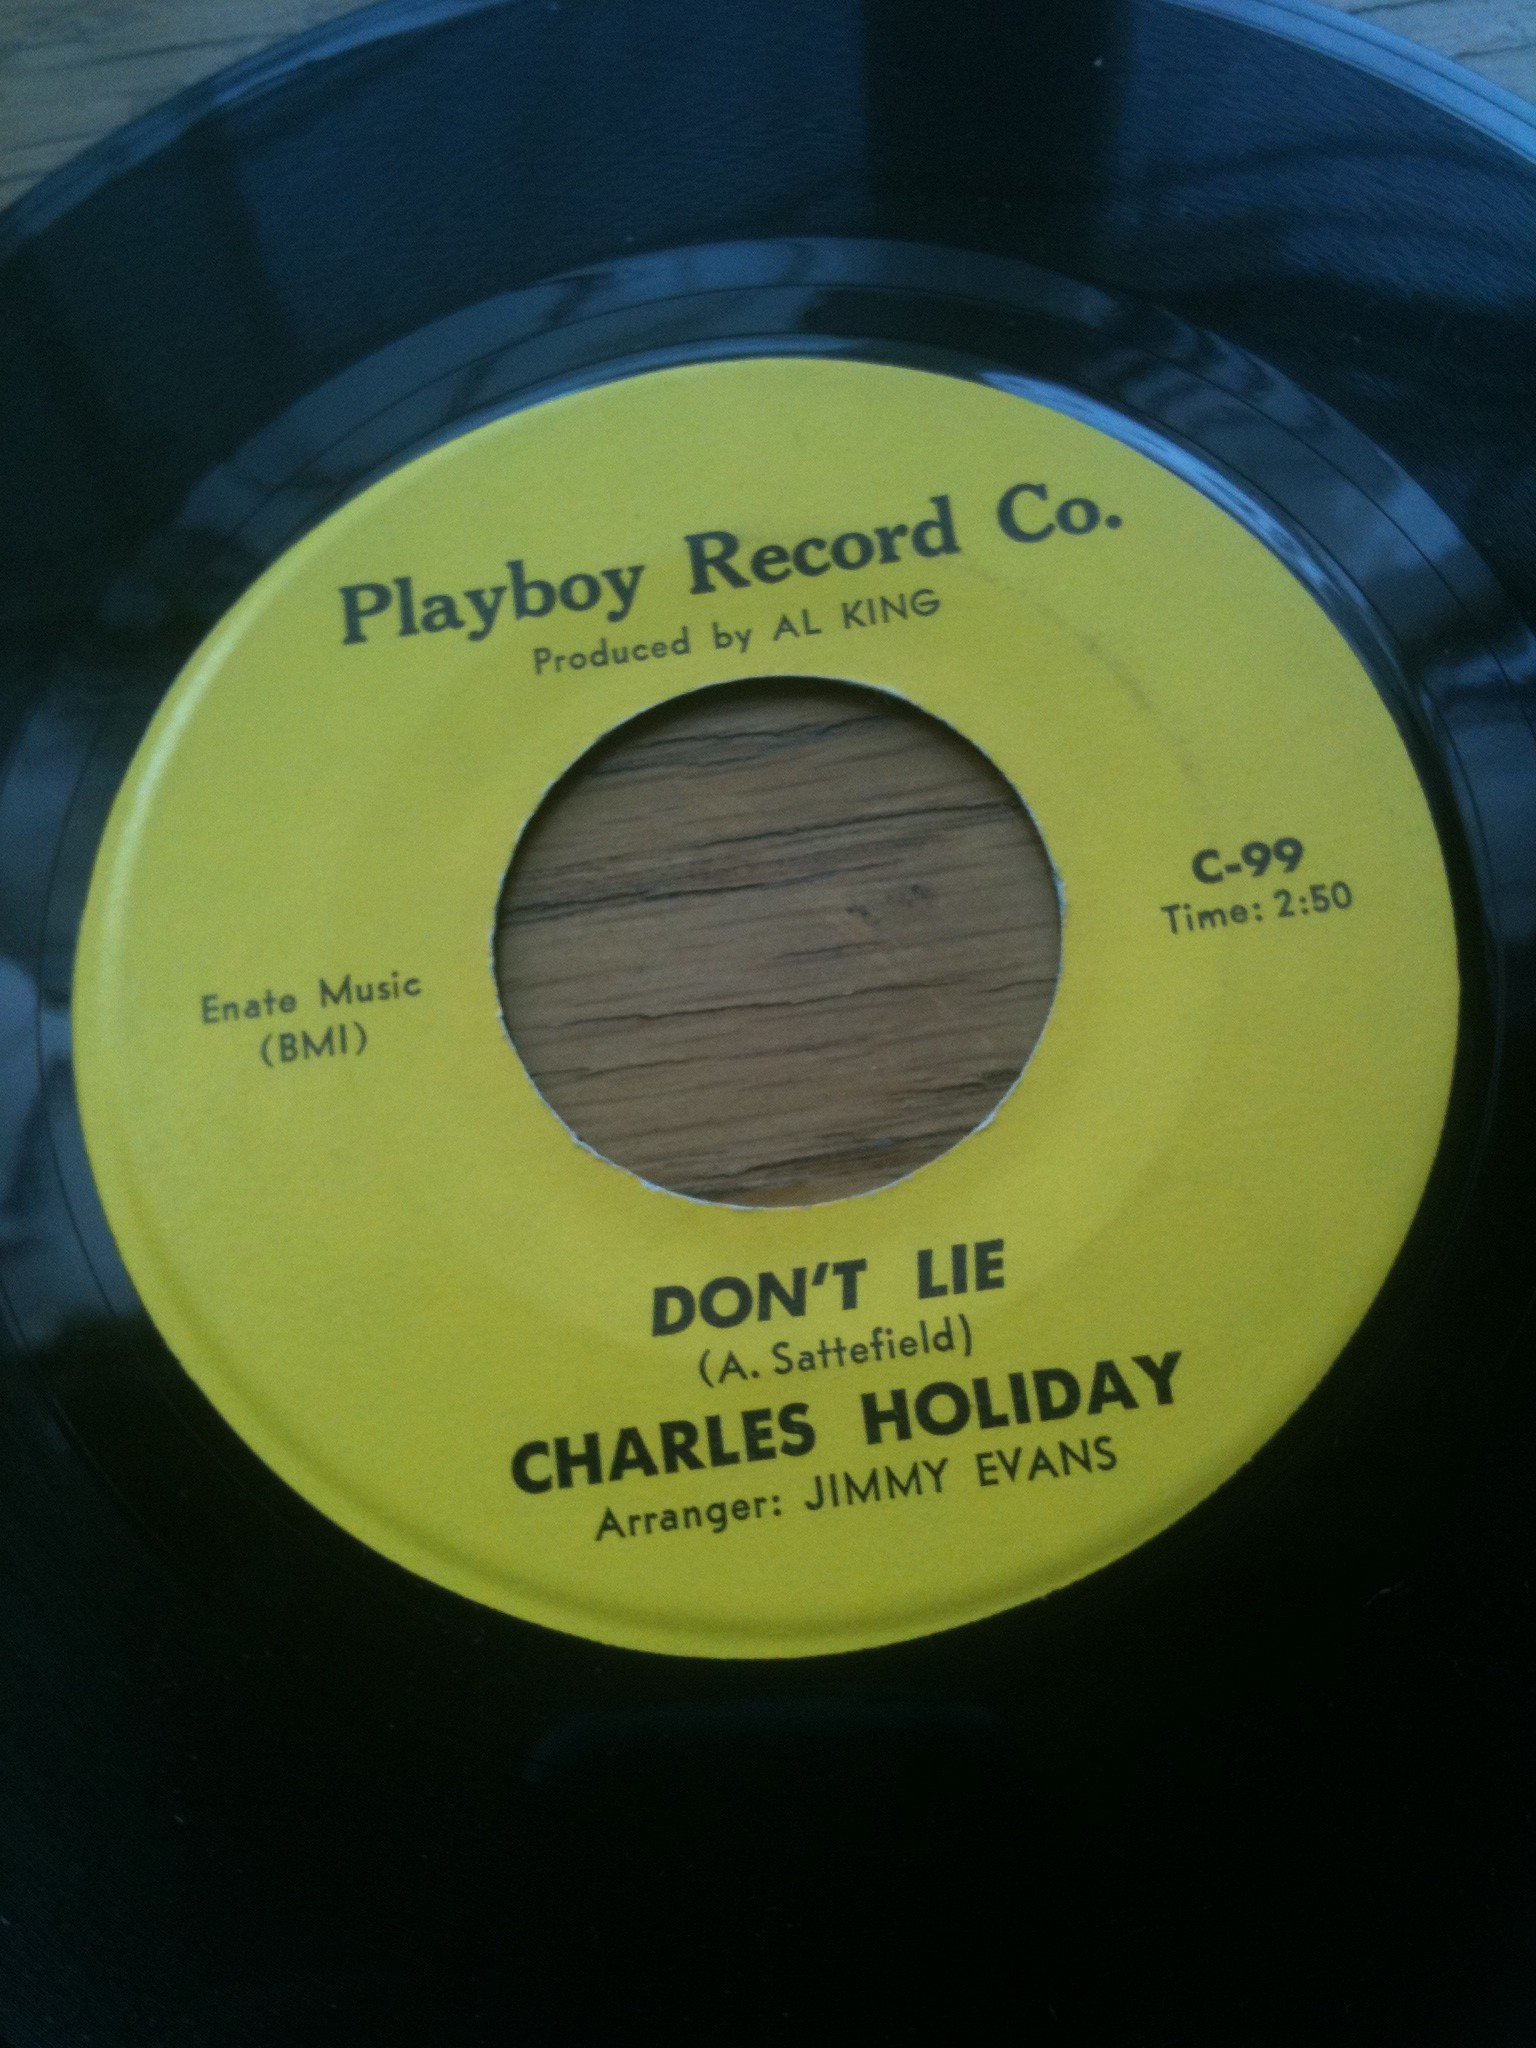 Playboy Record Co.
Produced by AL KING
C-99
Time: 2:50
Enate Music
(BMI)
DON'T LIE
(A. Sattefield)
CHARLES HOLIDAY
Arranger: JIMMY EVANS